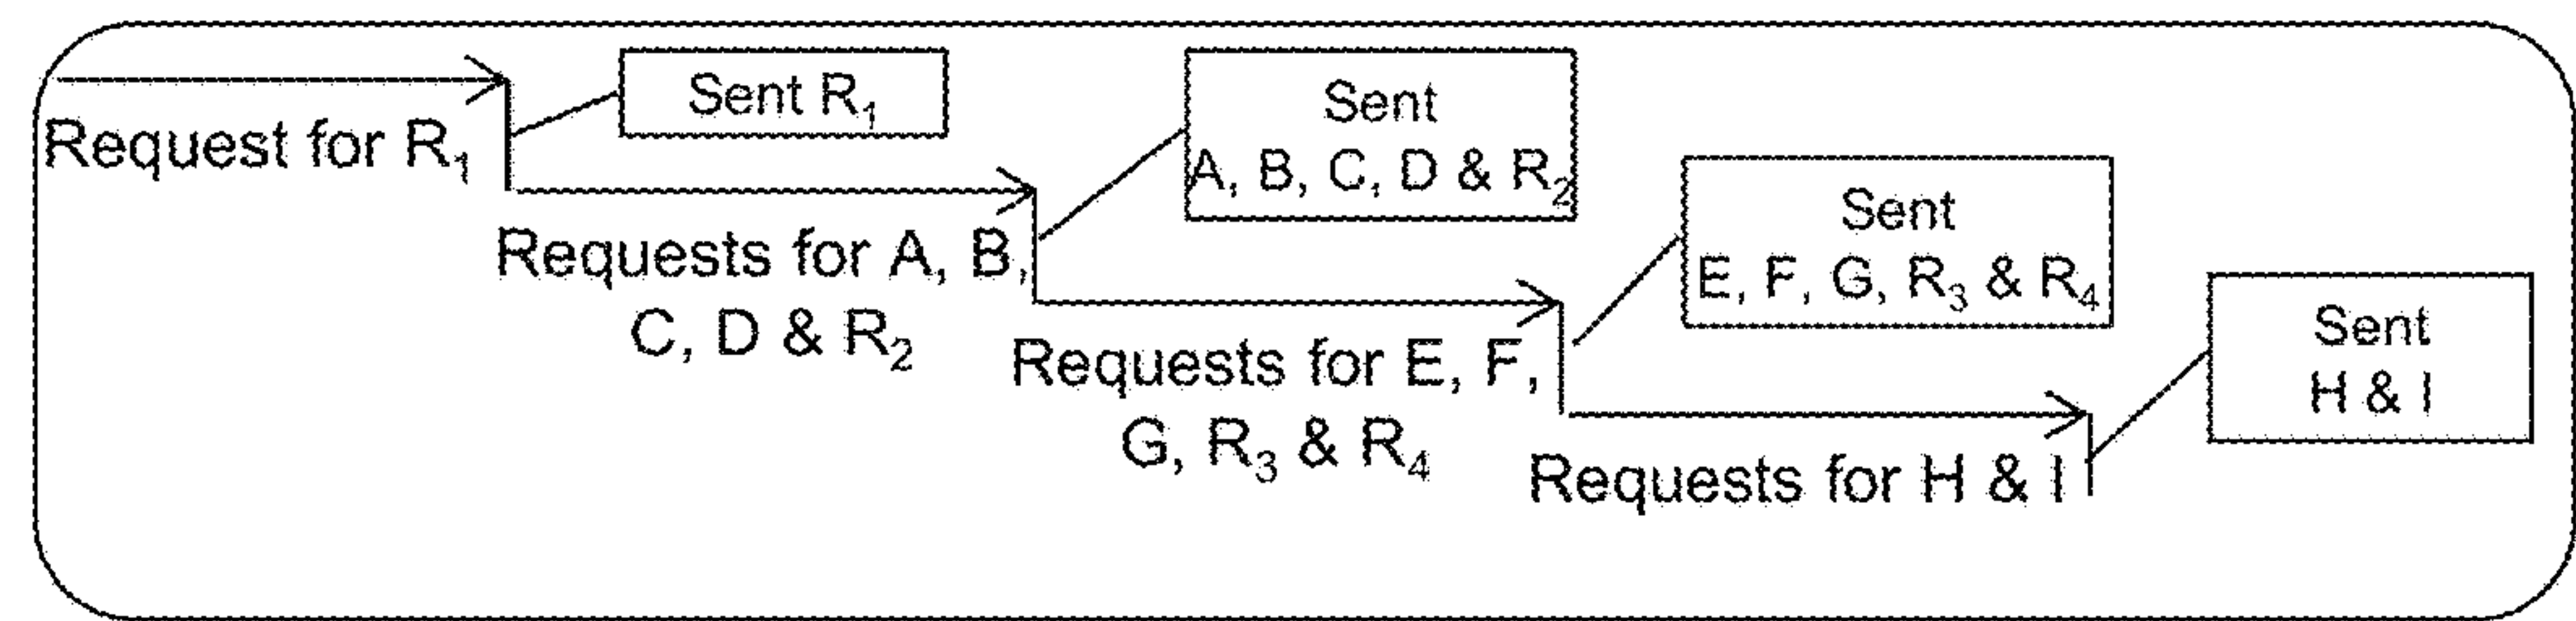 Request for R₁
Sent R₁
Requests for A, B,
C, D & R₂
Sent
A, B, C, D & R₂
Requests for E, F,
G, R₃ & R₄
Sent
E, F, G, R₃ & R₄
Requests for H & I
Sent
H & I